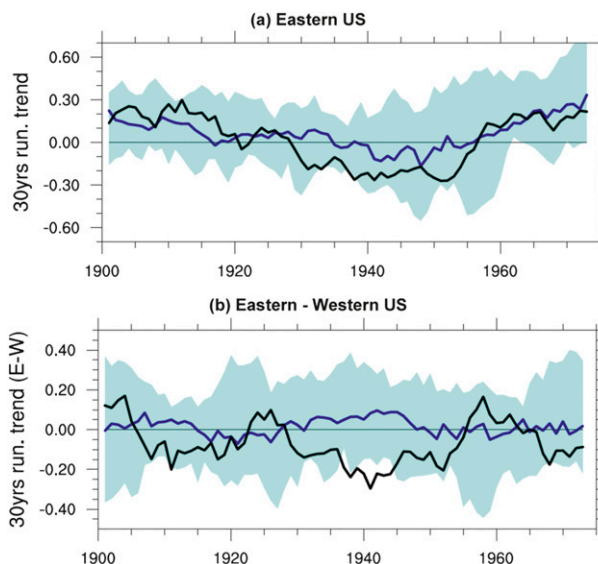 (a) Eastern US
30yrs run. trend
0.60
0.30
0.00
-0.30
-0.60
1900 1920 1940 1960
(b) Eastern - Western US
30yrs run. trend (E-W)
0.40
0.20
0.00
-0.20
-0.40
1900 1920 1940 1960